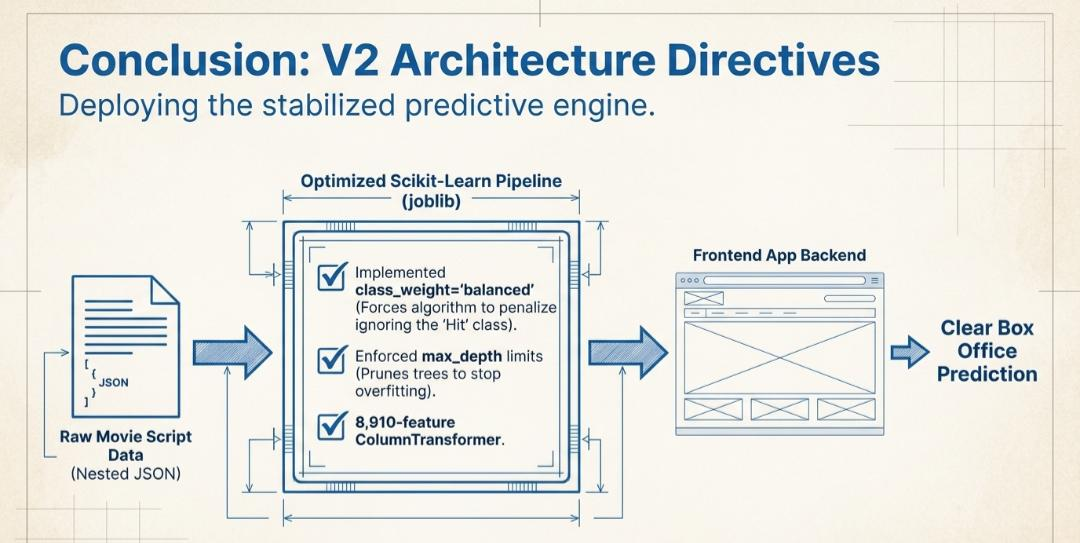 Conclusion: V2 Architecture Directives
Deploying the stabilized predictive engine.
Optimized Scikit-Learn Pipeline
(joblib)
Implemented
class_weight='balanced'
(Forces algorithm to penalize
ignoring the 'Hit' class).
Enforced max_depth limits
(Prunes trees to stop
overfitting).
8,910-feature
ColumnTransformer.
[
{
JSON
}
]
Raw Movie Script
Data
(Nested JSON)
Frontend App Backend
Clear Box
Office
Prediction